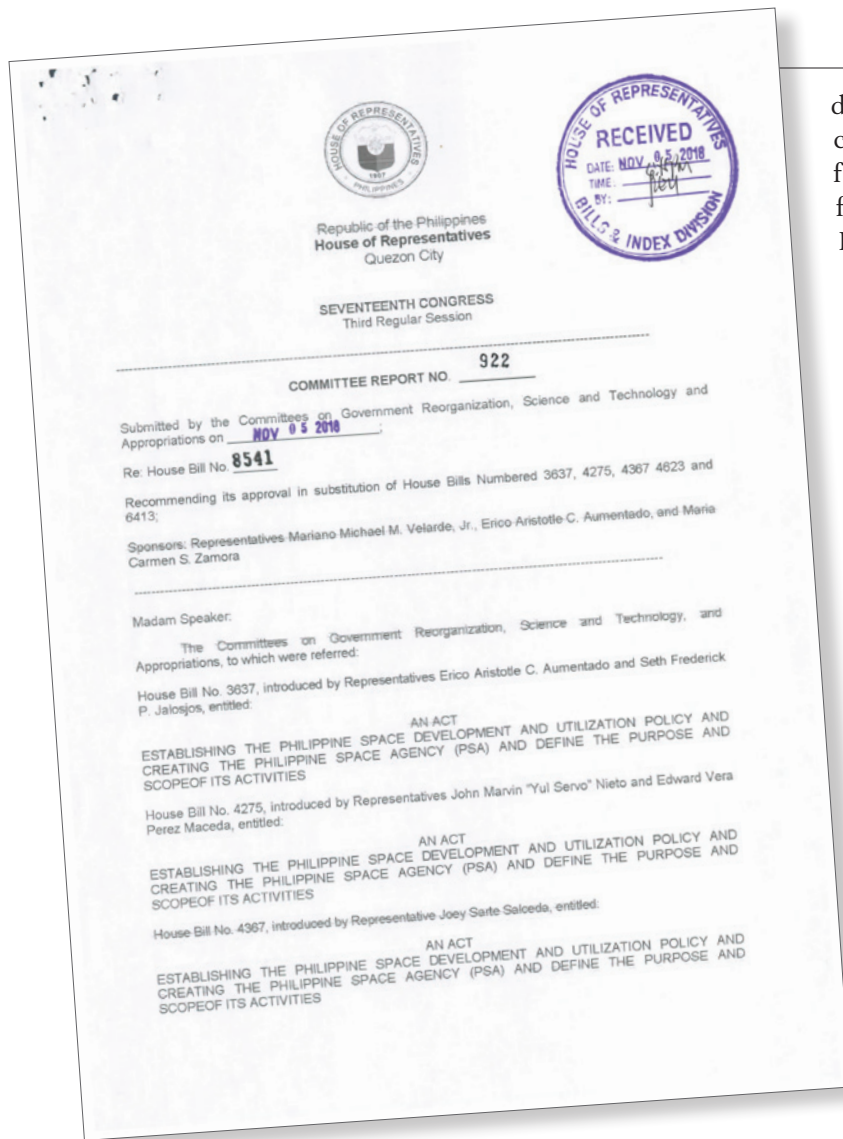 HOUSE OF REPRESENTATIVES
PHILIPPINES
1907
HOUSE OF REPRESENTATIVES
RECEIVED
DATE: NOV 05 2018
TIME:
BY:
BILLS & INDEX DIVISION
Republic of the Philippines
House of Representatives
Quezon City
SEVENTEENTH CONGRESS
Third Regular Session
COMMITTEE REPORT NO. 922
Submitted by the Committees on Government Reorganization, Science and Technology and
Appropriations on NOV 05 2018;
Re: House Bill No. 8541
Recommending its approval in substitution of House Bills Numbered 3637, 4275, 4367 4623 and
6413;
Sponsors: Representatives Mariano Michael M. Velarde, Jr., Erico Aristotle C. Aumentado, and Maria
Carmen S. Zamora
Madam Speaker:
The Committees on Government Reorganization, Science and Technology, and
Appropriations, to which were referred:
House Bill No. 3637, introduced by Representatives Erico Aristotle C. Aumentado and Seth Frederick
P. Jalosjos, entitled:
AN ACT
ESTABLISHING THE PHILIPPINE SPACE DEVELOPMENT AND UTILIZATION POLICY AND
CREATING THE PHILIPPINE SPACE AGENCY (PSA) AND DEFINE THE PURPOSE AND
SCOPEOF ITS ACTIVITIES
House Bill No. 4275, introduced by Representatives John Marvin "Yul Servo" Nieto and Edward Vera
Perez Maceda, entitled:
AN ACT
ESTABLISHING THE PHILIPPINE SPACE DEVELOPMENT AND UTILIZATION POLICY AND
CREATING THE PHILIPPINE SPACE AGENCY (PSA) AND DEFINE THE PURPOSE AND
SCOPEOF ITS ACTIVITIES
House Bill No. 4367, introduced by Representative Joey Sarte Salceda, entitled:
AN ACT
ESTABLISHING THE PHILIPPINE SPACE DEVELOPMENT AND UTILIZATION POLICY AND
CREATING THE PHILIPPINE SPACE AGENCY (PSA) AND DEFINE THE PURPOSE AND
SCOPEOF ITS ACTIVITIES